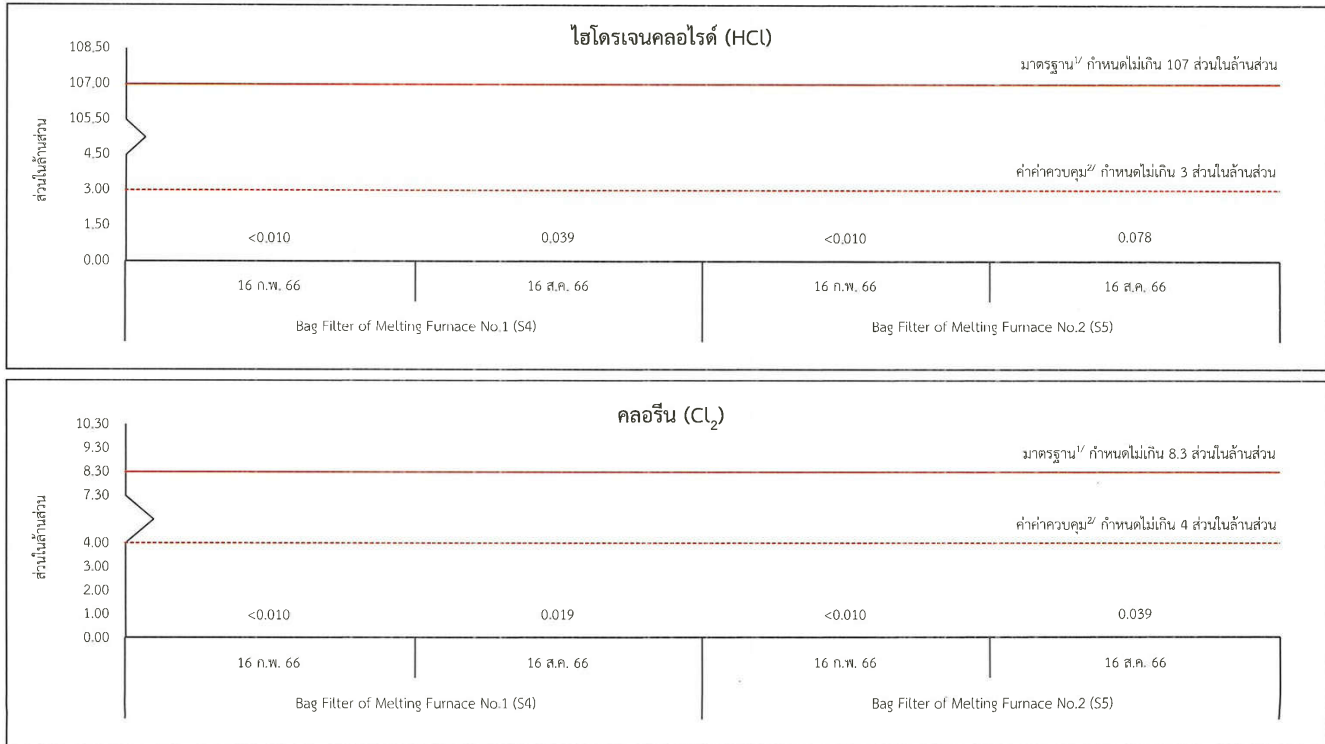 ไฮโดรเจนคลอไรด์ (HCl)
ส่วนในล้านส่วน
108.50
107.00
105.50
4.50
3.00
1.50
0.00
มาตรฐาน1/ กำหนดไม่เกิน 107 ส่วนในล้านส่วน
ค่าค่าควบคุม2/ กำหนดไม่เกิน 3 ส่วนในล้านส่วน
<0.010 0.039 <0.010 0.078
16 ก.พ. 66 16 ส.ค. 66 16 ก.พ. 66 16 ส.ค. 66
Bag Filter of Melting Furnace No.1 (S4) Bag Filter of Melting Furnace No.2 (S5)
คลอรีน (Cl2)
ส่วนในล้านส่วน
10.30
9.30
8.30
7.30
4.00
3.00
2.00
1.00
0.00
มาตรฐาน1/ กำหนดไม่เกิน 8.3 ส่วนในล้านส่วน
ค่าค่าควบคุม2/ กำหนดไม่เกิน 4 ส่วนในล้านส่วน
<0.010 0.019 <0.010 0.039
16 ก.พ. 66 16 ส.ค. 66 16 ก.พ. 66 16 ส.ค. 66
Bag Filter of Melting Furnace No.1 (S4) Bag Filter of Melting Furnace No.2 (S5)